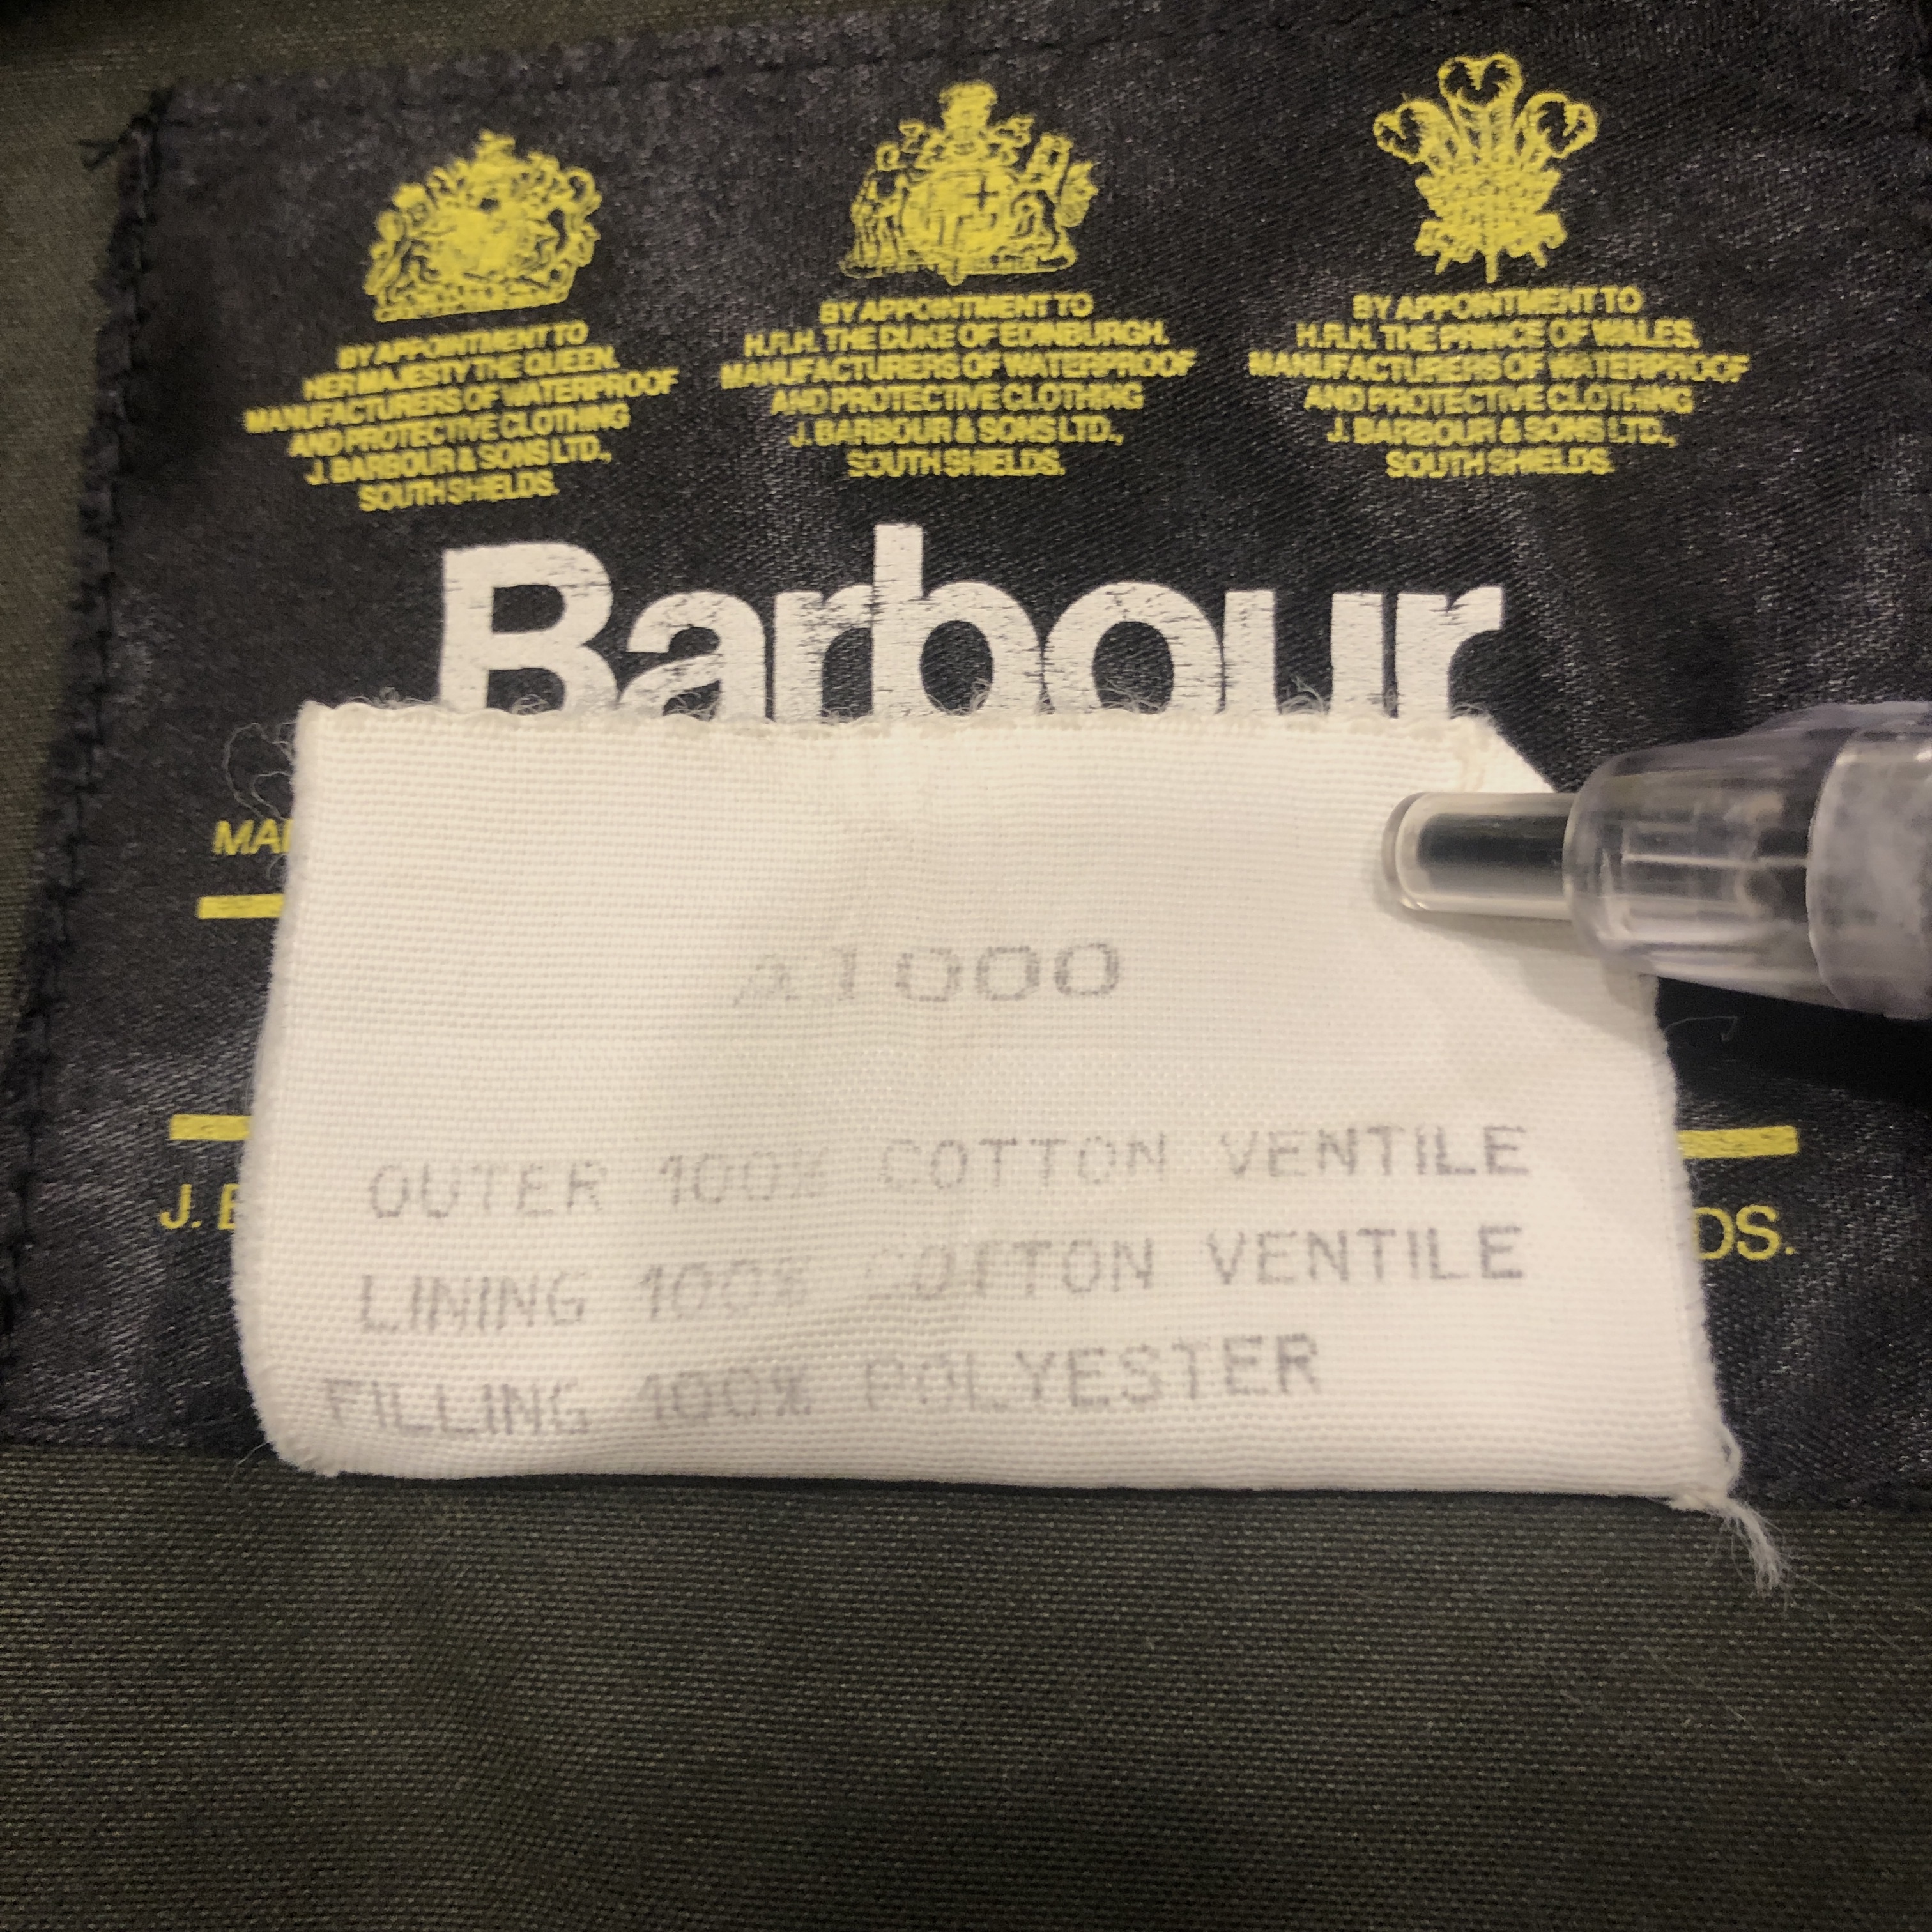 BY APPOINTMENT TO
HER MAJESTY THE QUEEN.
MANUFACTURERS OF WATERPROOF
AND PROTECTIVE CLOTHING
J. BARBOUR & SONS LTD.,
SOUTH SHIELDS.
BY APPOINTMENT TO
H.R.H. THE DUKE OF EDINBURGH.
MANUFACTURERS OF WATERPROOF
AND PROTECTIVE CLOTHING
J. BARBOUR & SONS LTD.,
SOUTH SHIELDS.
BY APPOINTMENT TO
H.R.H. THE PRINCE OF WALES.
MANUFACTURERS OF WATERPROOF
AND PROTECTIVE CLOTHING
J. BARBOUR & SONS LTD.,
SOUTH SHIELDS.
Barbour
OUTER 100% COTTON VENTILE
LINING 100% COTTON VENTILE
FILLING 100% POLYESTER
J.
DS.